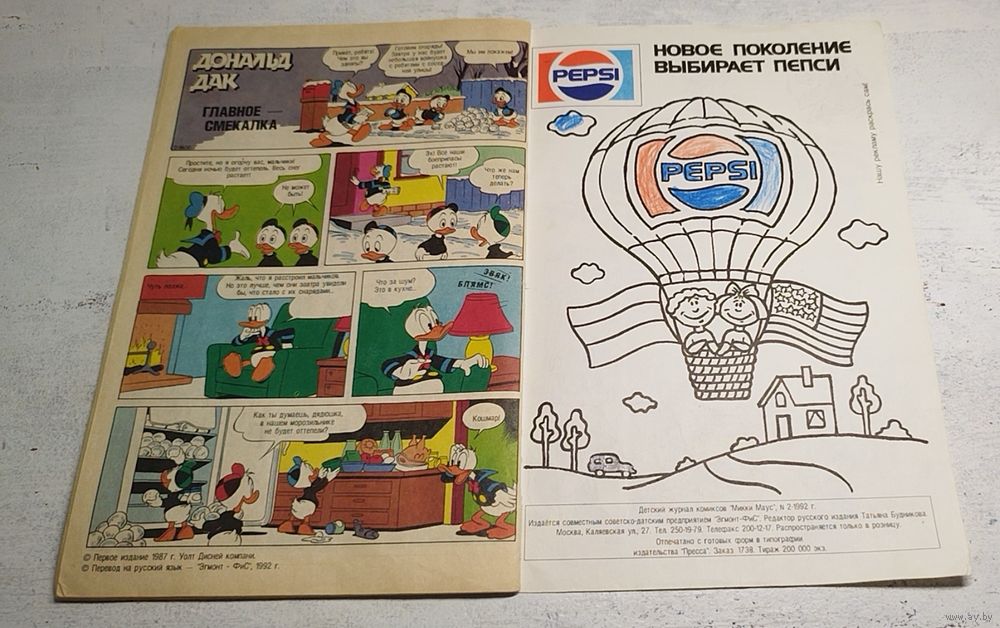 ДОНАЛЬД
ДАК
ГЛАВНОЕ —
СМЕКАЛКА
Привет, ребята!
Чем это вы
заняты?
Готовим снаряды!
Завтра у нас будет
небольшая войнушка
с ребятами с сосед
ней улицы!
Мы им покажем!
Простите, но я огорчу вас, мальчики!
Сегодня ночью будет оттепель. Весь снег
растает!
Не может
быть!
Эх! Все наши
боеприпасы
растают!
Что же нам
теперь
делать?
Чуть позже...
Жаль, что я расстроил мальчиков.
Но это лучше, чем они завтра увидели
бы, что стало с их снарядами..
Что за шум?
Это в кухне...
ЗВЯК!
БЛЯМС!
Как ты думаешь, дядюшка,
в нашем морозильнике
не будет оттепели?
Кошмар!
© Первое издание 1987 г. Уолт Дисней компани.
© Перевод на русский язык — "Эгмонт - ФиС", 1992 г.
PEPSI
НОВОЕ ПОКОЛЕНИЕ
ВЫБИРАЕТ ПЕПСИ
Нашу рекламу раскрась сам!
PEPSI
Детский журнал комиксов "Микки Маус", N 2-1992 г.
Издаётся совместным советско-датским предприятием "Эгмонт-ФиС". Редактор русского издания Татьяна Будникова.
Москва, Каляевская ул., 27. Тел. 250-19-79. Телефакс 200-12-17. Распространяется только в розницу.
Отпечатано с готовых форм в типографии
издательства "Пресса". Заказ 1738. Тираж 200 000 экз.
www.ay.by